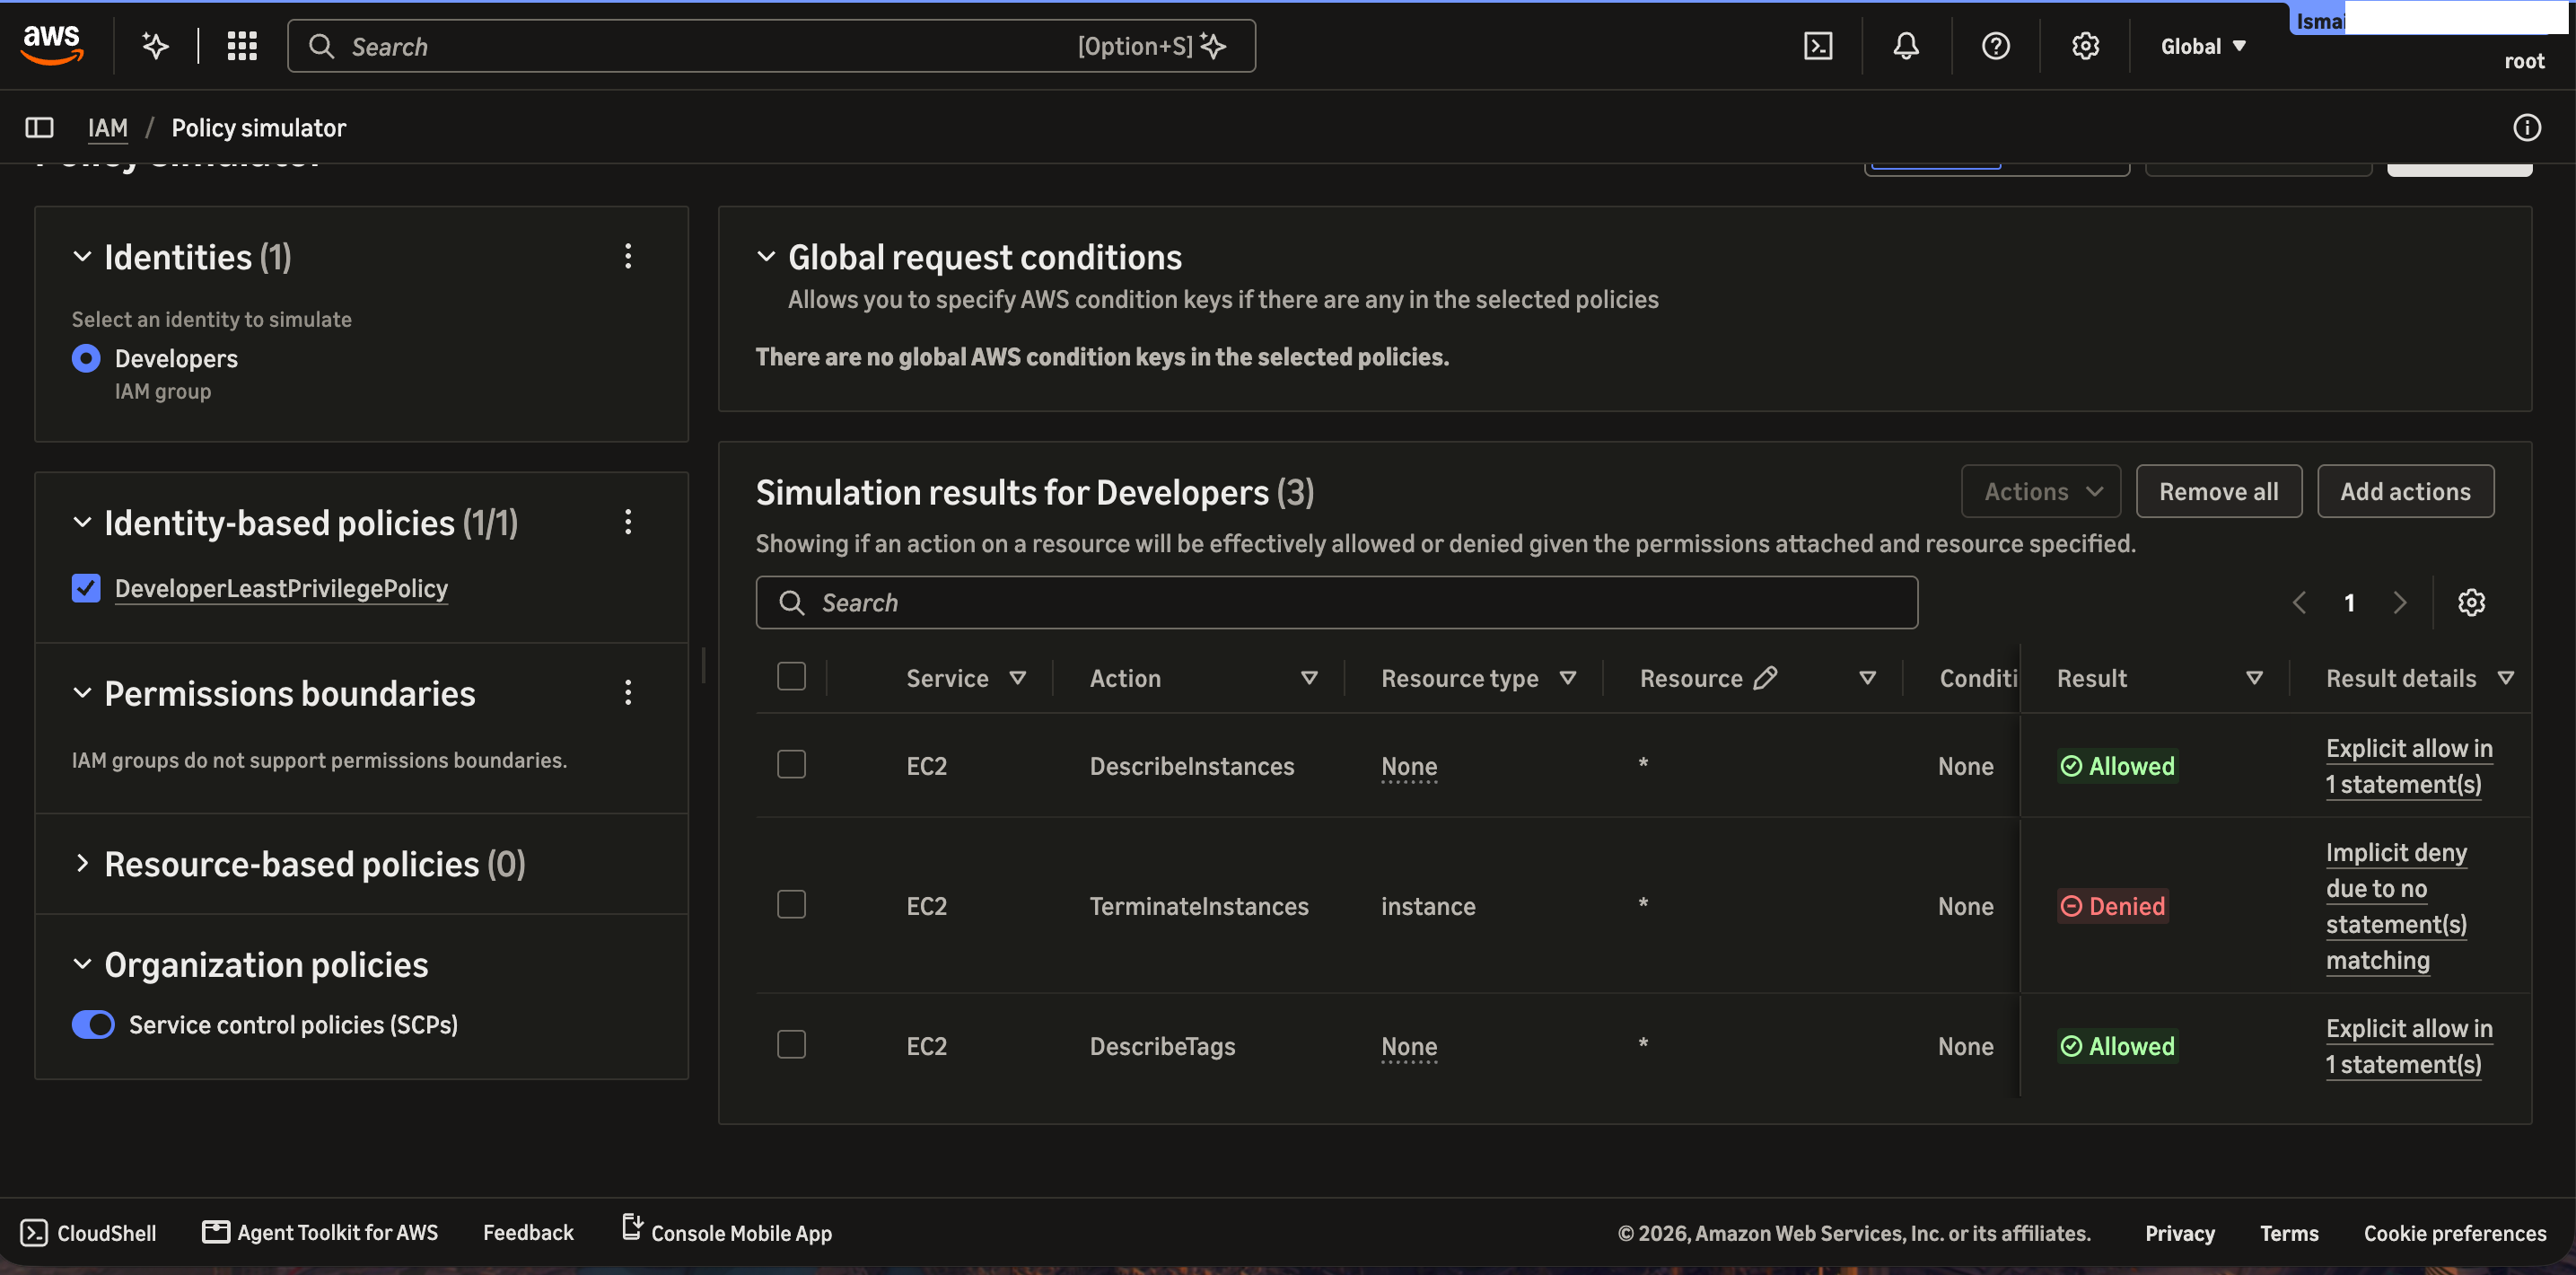 aws
Search [Option+S]
Global
Ismai
root
IAM / Policy simulator
Policy simulator
Identities (1)
Select an identity to simulate
Developers
IAM group
Identity-based policies (1/1)
DeveloperLeastPrivilegePolicy
Permissions boundaries
IAM groups do not support permissions boundaries.
Resource-based policies (0)
Organization policies
Service control policies (SCPs)
Global request conditions
Allows you to specify AWS condition keys if there are any in the selected policies
There are no global AWS condition keys in the selected policies.
Simulation results for Developers (3)
Actions Remove all Add actions
Showing if an action on a resource will be effectively allowed or denied given the permissions attached and resource specified.
Search
1
Service Action Resource type Resource Conditi Result Result details
EC2 DescribeInstances None * None Allowed Explicit allow in
1 statement(s)
EC2 TerminateInstances instance * None Denied Implicit deny
due to no
statement(s)
matching
EC2 DescribeTags None * None Allowed Explicit allow in
1 statement(s)
CloudShell Agent Toolkit for AWS Feedback Console Mobile App © 2026, Amazon Web Services, Inc. or its affiliates. Privacy Terms Cookie preferences